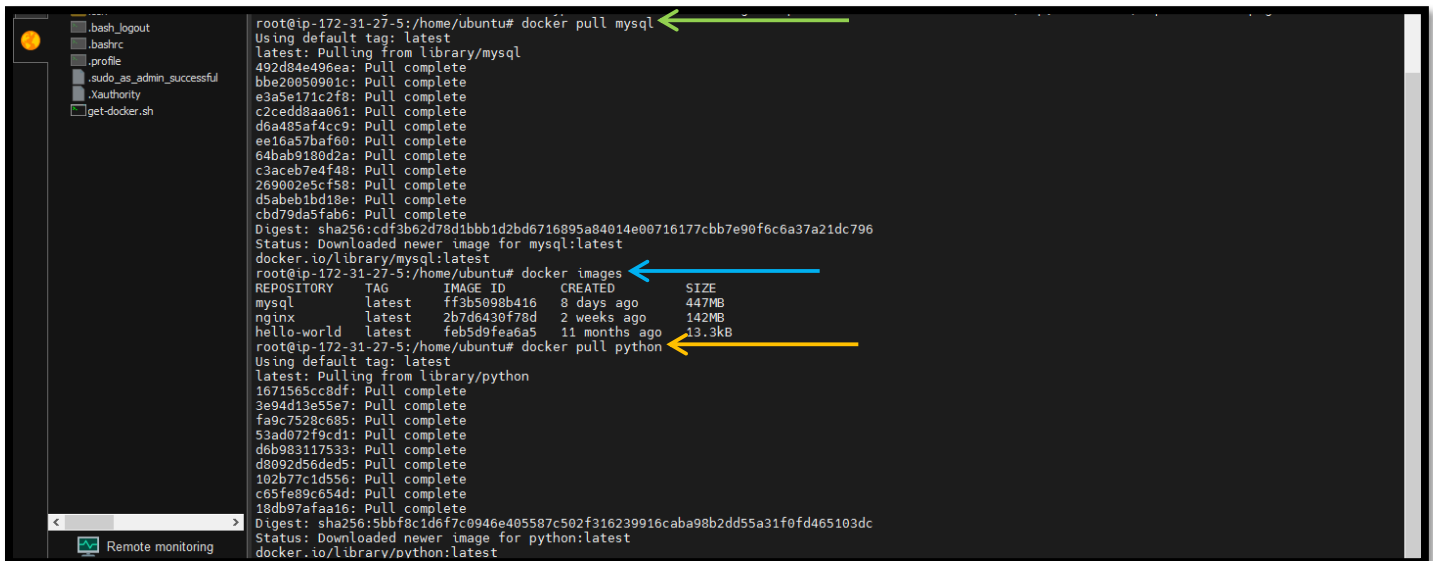 .bash_logout
.bashrc
.profile
.sudo_as_admin_successful
.Xauthority
get-docker.sh
Remote monitoring
root@ip-172-31-27-5:/home/ubuntu# docker pull mysql
Using default tag: latest
latest: Pulling from library/mysql
492d84e496ea: Pull complete
bbe20050901c: Pull complete
e3a5e171c2f8: Pull complete
c2cedd8aa061: Pull complete
d6a485af4cc9: Pull complete
ee16a57baf60: Pull complete
64bab9180d2a: Pull complete
c3aceb7e4f48: Pull complete
269002e5cf58: Pull complete
d5abeb1bd18e: Pull complete
cbd79da5fab6: Pull complete
Digest: sha256:cdf3b62d78d1bbb1d2bd6716895a84014e00716177cbb7e90f6c6a37a21dc796
Status: Downloaded newer image for mysql:latest
docker.io/library/mysql:latest
root@ip-172-31-27-5:/home/ubuntu# docker images
REPOSITORY TAG IMAGE ID CREATED SIZE
mysql latest ff3b5098b416 8 days ago 447MB
nginx latest 2b7d6430f78d 2 weeks ago 142MB
hello-world latest feb5d9fea6a5 11 months ago 13.3kB
root@ip-172-31-27-5:/home/ubuntu# docker pull python
Using default tag: latest
latest: Pulling from library/python
1671565cc8df: Pull complete
3e94d13e55e7: Pull complete
fa9c7528c685: Pull complete
53ad072f9cd1: Pull complete
d6b983117533: Pull complete
d8092d56ded5: Pull complete
102b77c1d556: Pull complete
c65fe89c654d: Pull complete
18db97afaa16: Pull complete
Digest: sha256:5bbf8c1d6f7c0946e405587c502f316239916caba98b2dd55a31f0fd465103dc
Status: Downloaded newer image for python:latest
docker.io/library/python:latest